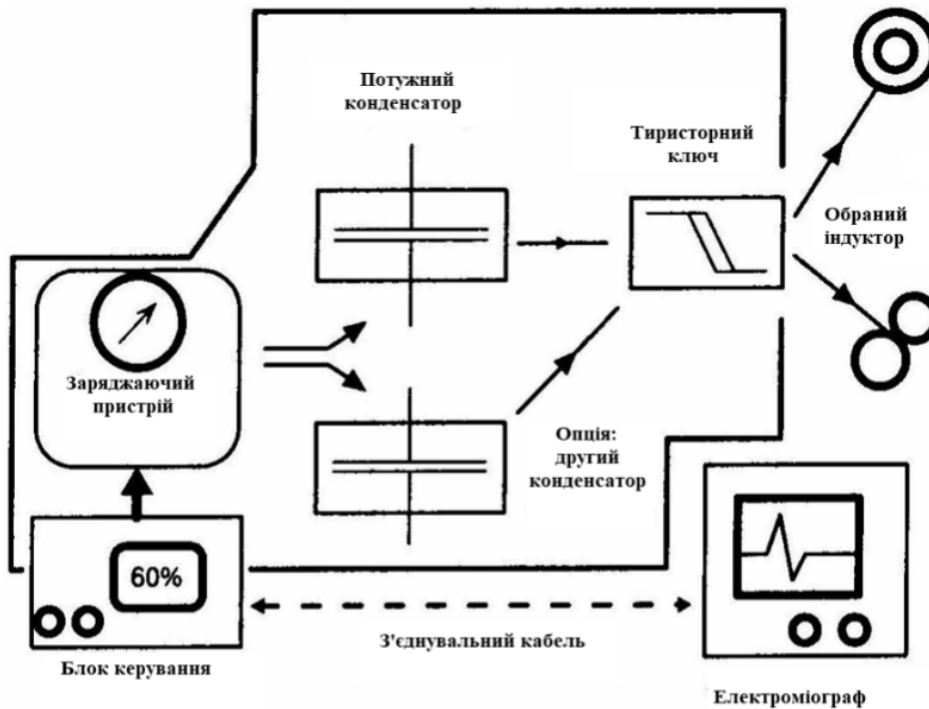 Потужний
конденсатор
Тиристорний
ключ
Обраний
індуктор
Заряджаючий
пристрій
Опція:
другий
конденсатор
60%
З'єднувальний кабель
Блок керування
Електроміограф